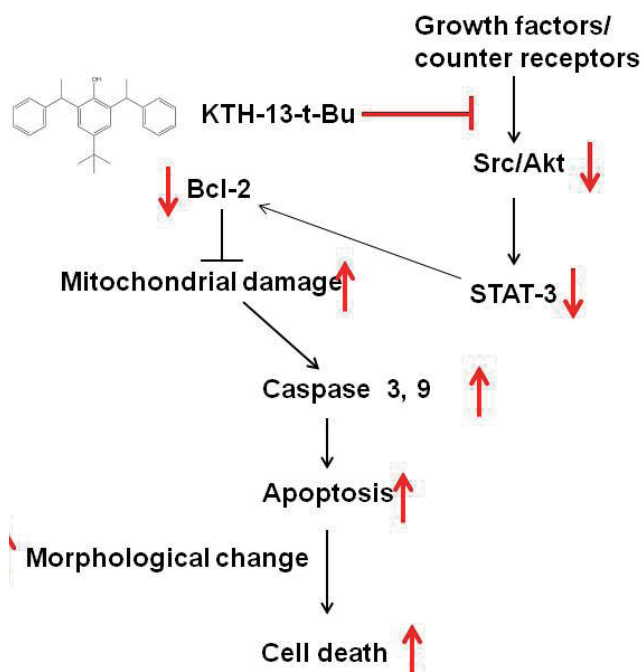 Growth factors/
counter receptors
OH
KTH-13-t-Bu
Src/Akt
Bcl-2
Mitochondrial damage
STAT-3
Caspase 3, 9
Apoptosis
Morphological change
Cell death